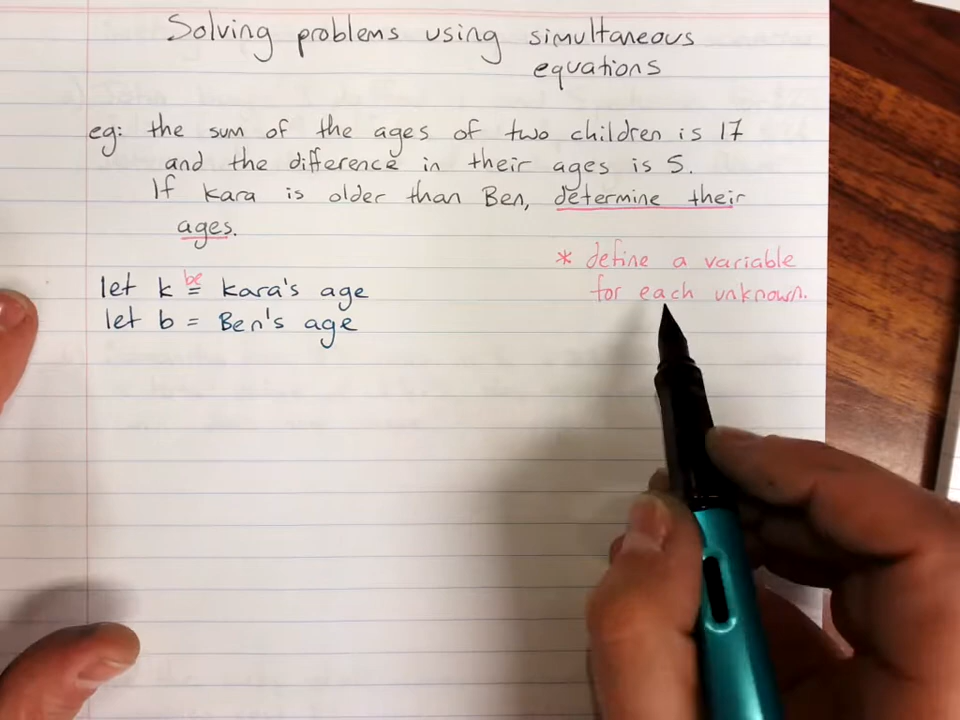 Solving problems using simultaneous
equations
eg: the sum of the ages of two children is 17
and the difference in their ages is 5.
If Kara is older than Ben, determine their
ages.
* define a variable
for each unknown.
be
let k = Kara's age
let b = Ben's age